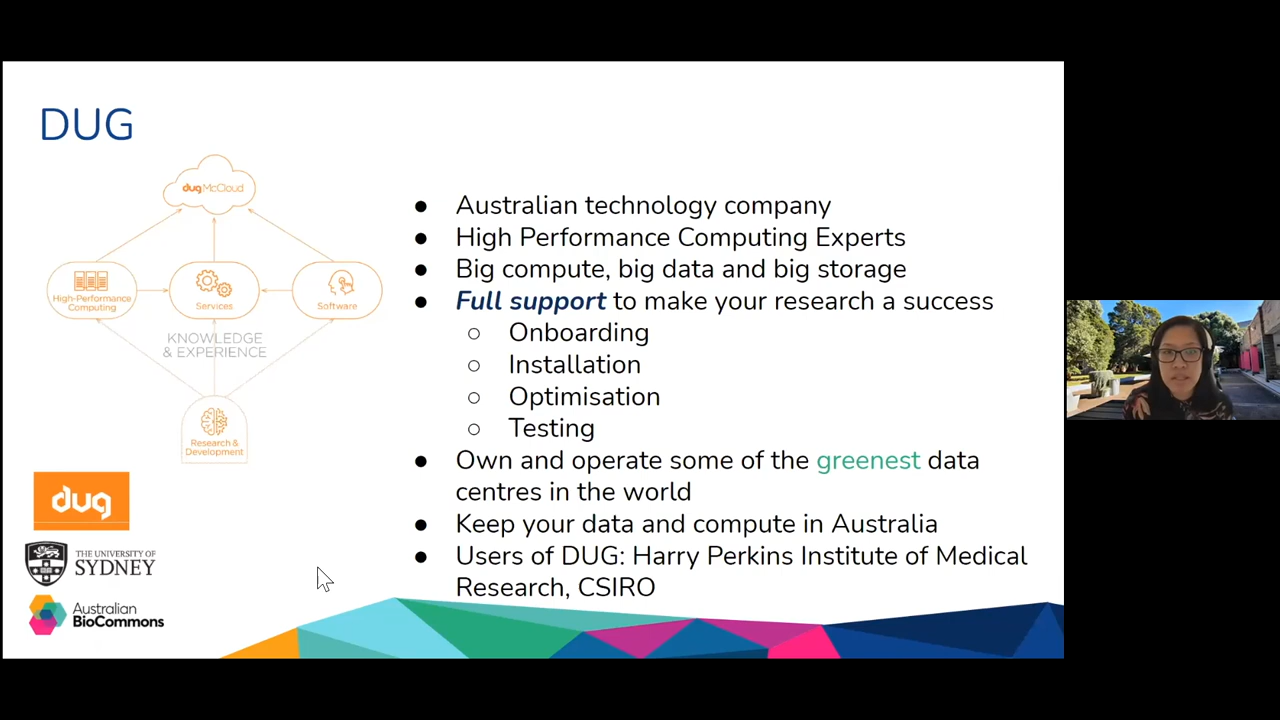 DUG
dug McCloud
High-Performance
Computing
Services
Software
KNOWLEDGE
& EXPERIENCE
Research &
Development
● Australian technology company
● High Performance Computing Experts
● Big compute, big data and big storage
● Full support to make your research a success
○ Onboarding
○ Installation
○ Optimisation
○ Testing
● Own and operate some of the greenest data
centres in the world
● Keep your data and compute in Australia
● Users of DUG: Harry Perkins Institute of Medical
Research, CSIRO
dug
THE UNIVERSITY OF
SYDNEY
Australian
BioCommons